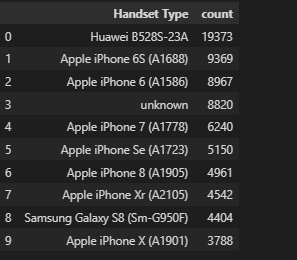 Handset Type count
0 Huawei B528S-23A 19373
1 Apple iPhone 6S (A1688) 9369
2 Apple iPhone 6 (A1586) 8967
3 unknown 8820
4 Apple iPhone 7 (A1778) 6240
5 Apple iPhone Se (A1723) 5150
6 Apple iPhone 8 (A1905) 4961
7 Apple iPhone Xr (A2105) 4542
8 Samsung Galaxy S8 (Sm-G950F) 4404
9 Apple iPhone X (A1901) 3788